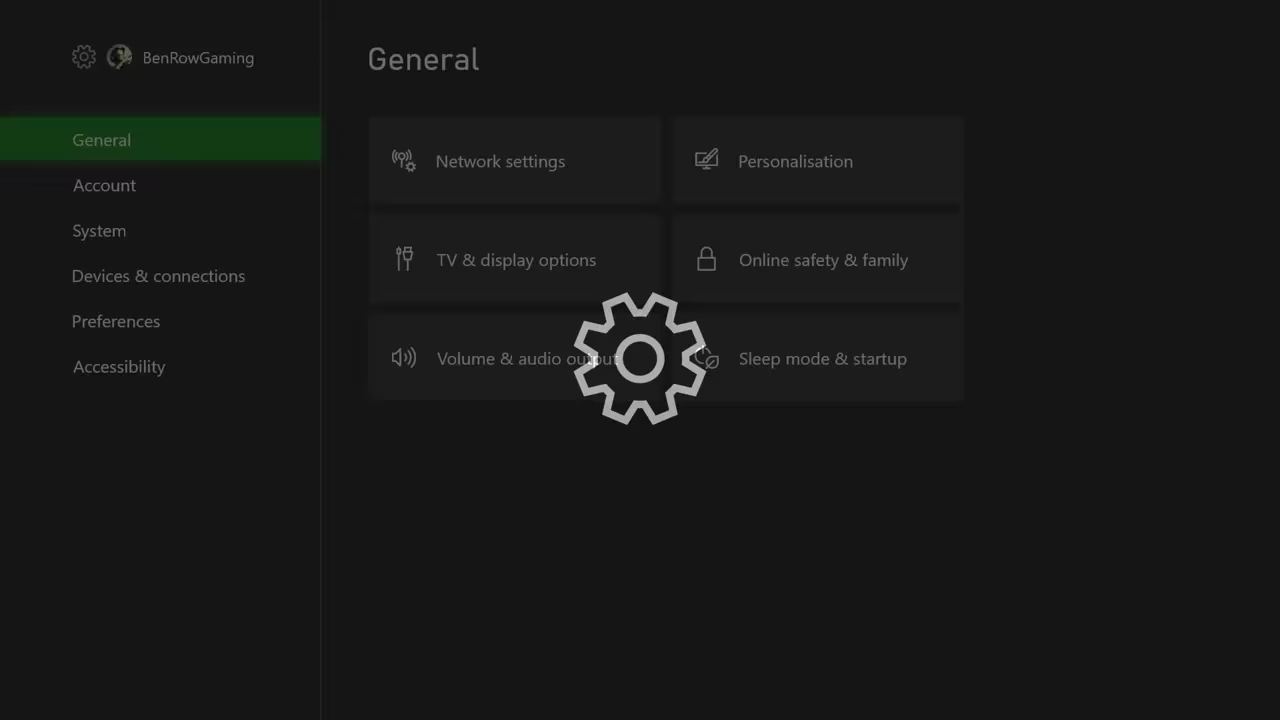 BenRowGaming
General
Account
System
Devices & connections
Preferences
Accessibility
General
Network settings
Personalisation
TV & display options
Online safety & family
Volume & audio output
Sleep mode & startup